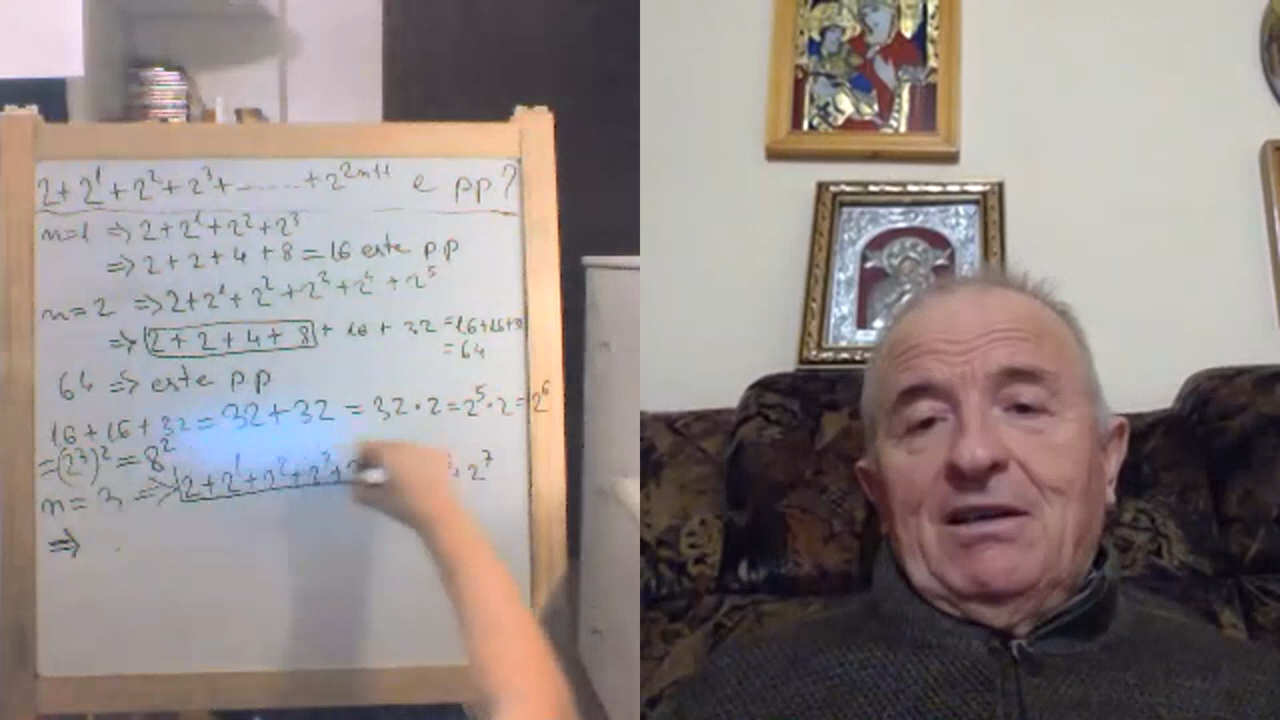 2+2¹+2²+2³+.......+2²ⁿ⁺¹ e pp?
n=1 ⇒ 2+2¹+2²+2³
⇒ 2+2+4+8=16 este pp
n=2 ⇒ 2+2¹+2²+2³+2⁴+2⁵
⇒ 2+2+4+8 + 16 + 32 =16+16+32
=64
64 ⇒ este pp
16+16+32=32+32=32·2=2⁵·2=2⁶
=(2³)²=8²
n=3 ⇒ 2+2¹+2²+2³+ +2⁷
⇒